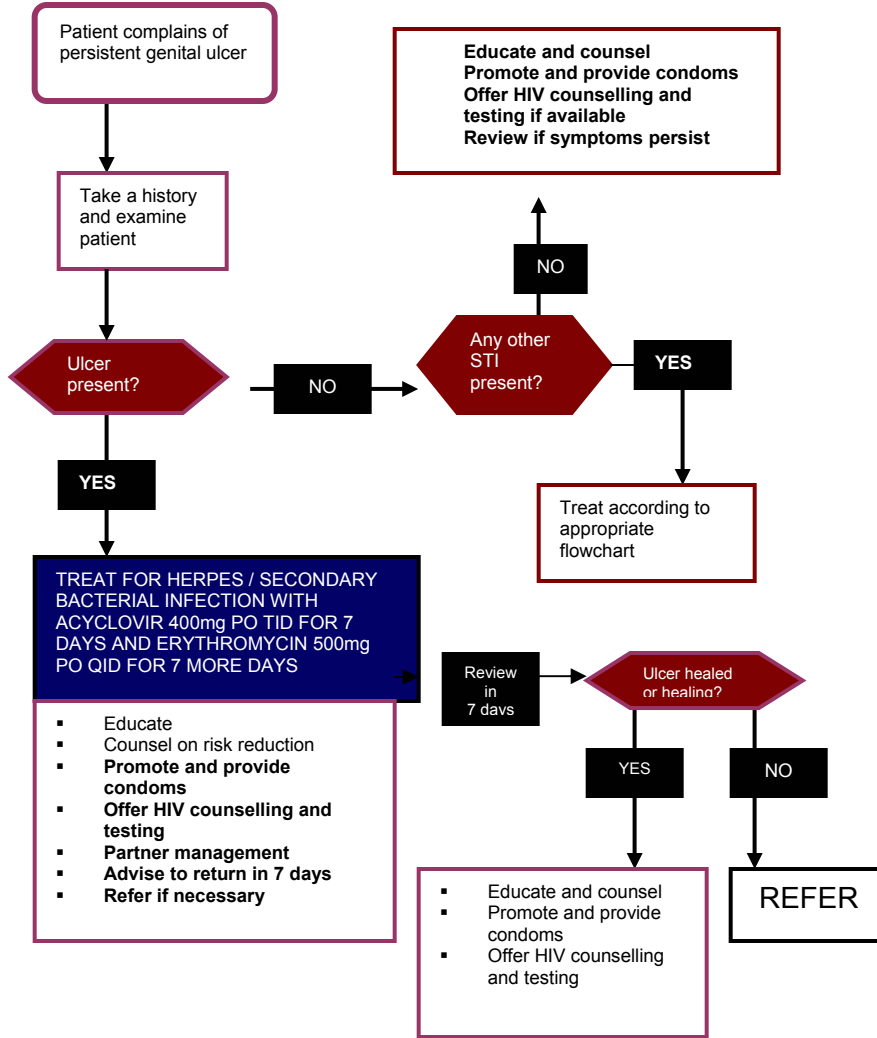 Patient complains of
persistent genital ulcer
Take a history
and examine
patient
Ulcer
present?
NO
Any other
STI
present?
NO
Educate and counsel
Promote and provide condoms
Offer HIV counselling and
testing if available
Review if symptoms persist
YES
Treat according to
appropriate
flowchart
YES
TREAT FOR HERPES / SECONDARY
BACTERIAL INFECTION WITH
ACYCLOVIR 400mg PO TID FOR 7
DAYS AND ERYTHROMYCIN 500mg
PO QID FOR 7 MORE DAYS
▪ Educate
▪ Counsel on risk reduction
▪ Promote and provide
condoms
▪ Offer HIV counselling and
testing
▪ Partner management
▪ Advise to return in 7 days
▪ Refer if necessary
Review
in
7 days
Ulcer healed
or healing?
YES
▪ Educate and counsel
▪ Promote and provide
condoms
▪ Offer HIV counselling
and testing
NO
REFER